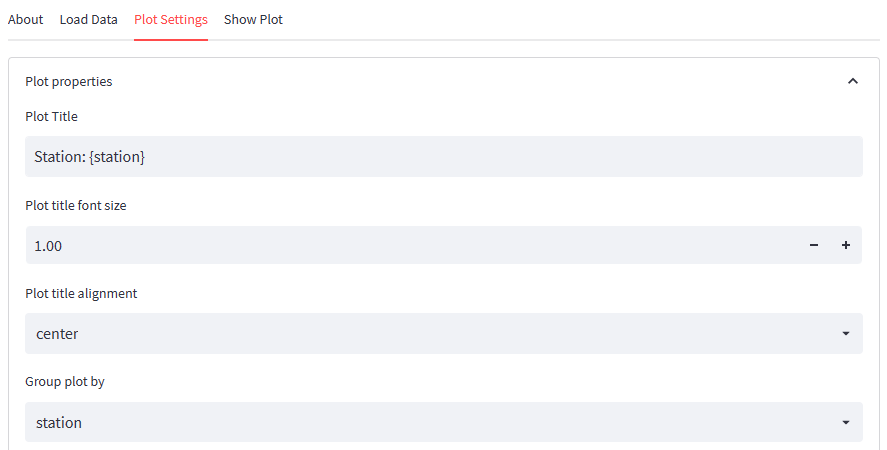 About Load Data Plot Settings Show Plot
Plot properties
Plot Title
Station: {station}
Plot title font size
1.00
Plot title alignment
center
Group plot by
station